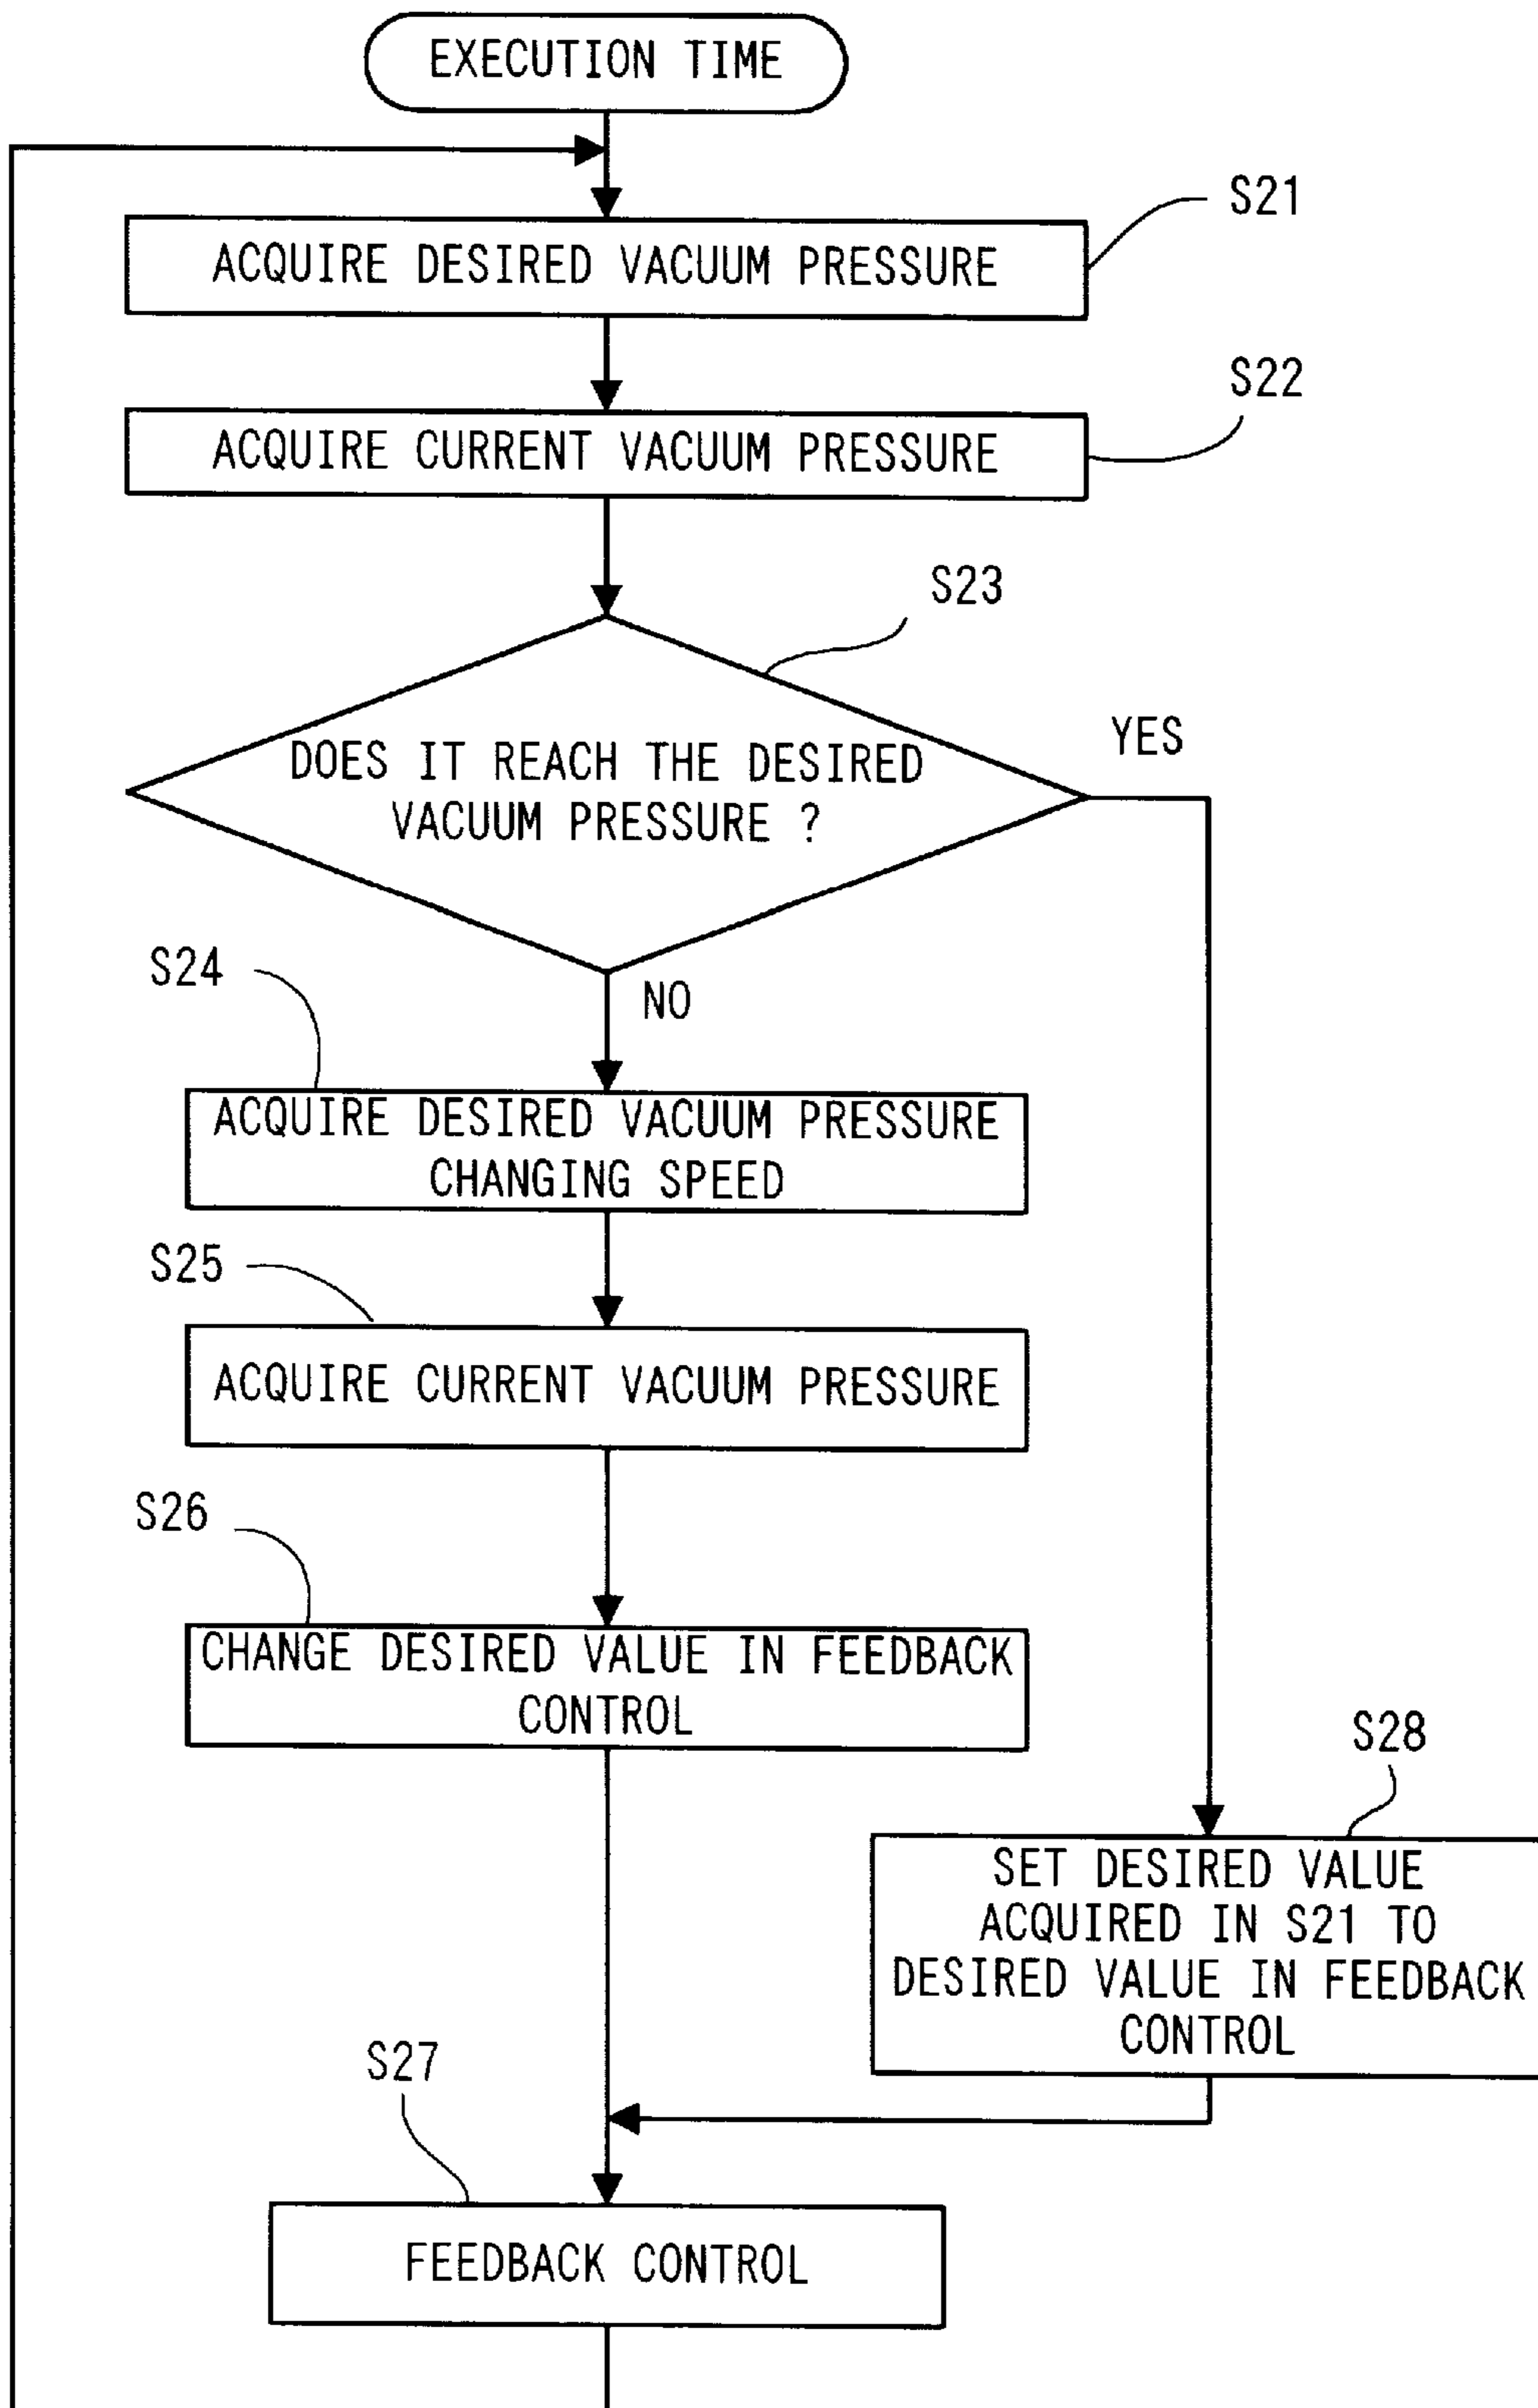 EXECUTION TIME
S21
ACQUIRE DESIRED VACUUM PRESSURE
S22
ACQUIRE CURRENT VACUUM PRESSURE
S23
YES
DOES IT REACH THE DESIRED
VACUUM PRESSURE ?
S24
NO
ACQUIRE DESIRED VACUUM PRESSURE
CHANGING SPEED
S25
ACQUIRE CURRENT VACUUM PRESSURE
S26
CHANGE DESIRED VALUE IN FEEDBACK
CONTROL
S28
SET DESIRED VALUE
ACQUIRED IN S21 TO
DESIRED VALUE IN FEEDBACK
CONTROL
S27
FEEDBACK CONTROL